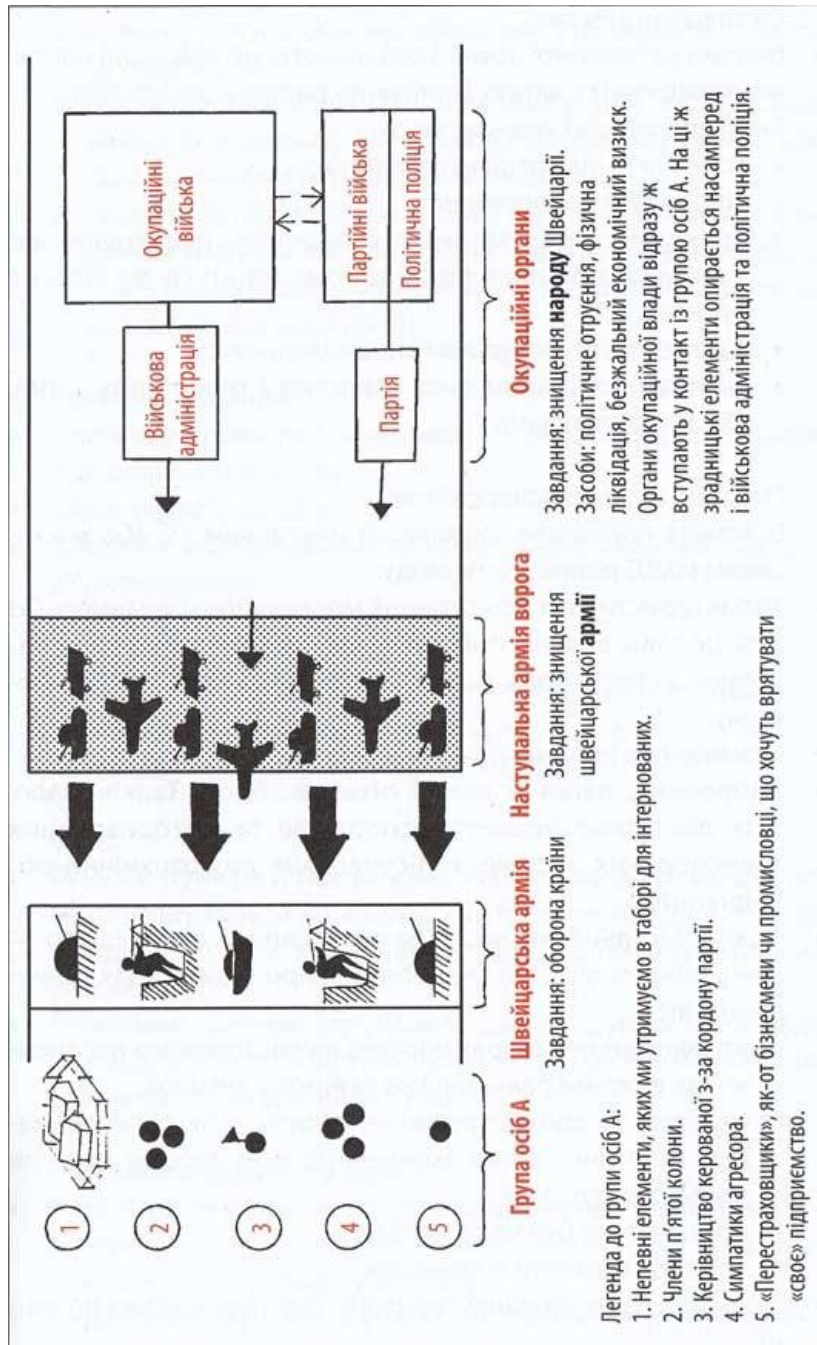 1
2
3
4
5
Група осіб А
Швейцарська армія
Завдання: оборона країни
Наступальна армія ворога
Завдання: знищення
швейцарської армії
Військова
адміністрація
Окупаційні
війська
Партія
Партійні війська
Політична поліція
Окупаційні органи
Завдання: знищення народу Швейцарії.
Засоби: політичне отруєння, фізична
ліквідація, безжальний економічний визиск.
Органи окупаційної влади відразу ж
вступають у контакт із групою осіб А. На ці ж
зрадницькі елементи опирається насамперед
і військова адміністрація та політична поліція.
Легенда до групи осіб А:
1. Непевні елементи, яких ми утримуємо в таборі для інтернованих.
2. Члени п'ятої колони.
3. Керівництво керованої з-за кордону партії.
4. Симпатики агресора.
5. «Перестраховщики», як-от бізнесмени чи промисловці, що хочуть врятувати
«своє» підприємство.